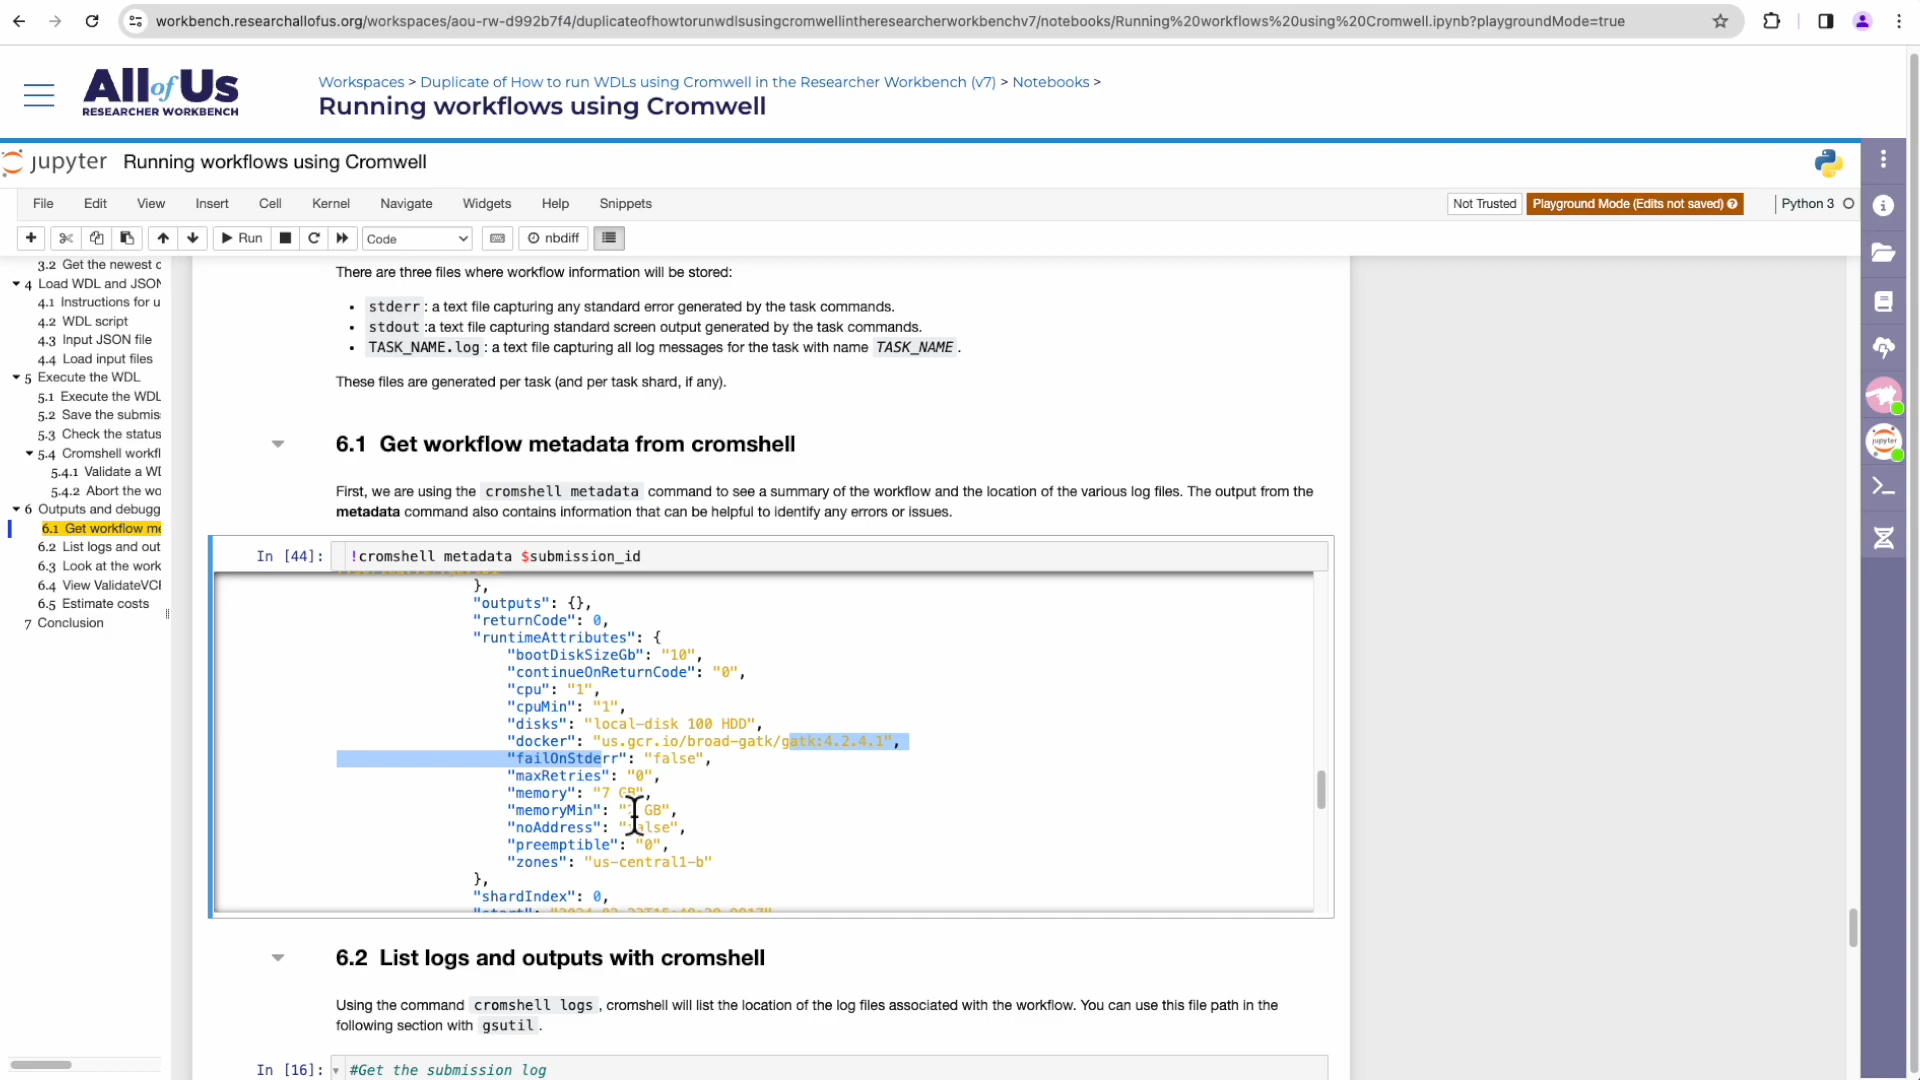 workbench.researchallofus.org/workspaces/aou-rw-d992b7f4/duplicateofhowtorunwdlsusingcromwellintheresearcherworkbenchv7/notebooks/Running%20workflows%20using%20Cromwell.ipynb?playgroundMode=true
All of Us
RESEARCHER WORKBENCH
Workspaces > Duplicate of How to run WDLs using Cromwell in the Researcher Workbench (v7) > Notebooks >
Running workflows using Cromwell
jupyter Running workflows using Cromwell
File Edit View Insert Cell Kernel Navigate Widgets Help Snippets
Not Trusted Playground Mode (Edits not saved) Python 3
Run Code nbdiff
3.2 Get the newest c
4 Load WDL and JSON
4.1 Instructions for u
4.2 WDL script
4.3 Input JSON file
4.4 Load input files
5 Execute the WDL
5.1 Execute the WDL
5.2 Save the submis
5.3 Check the status
5.4 Cromshell workfl
5.4.1 Validate a WD
5.4.2 Abort the wo
6 Outputs and debugg
6.1 Get workflow me
6.2 List logs and out
6.3 Look at the work
6.4 View ValidateVCF
6.5 Estimate costs
7 Conclusion
There are three files where workflow information will be stored:
• stderr : a text file capturing any standard error generated by the task commands.
• stdout :a text file capturing standard screen output generated by the task commands.
• TASK_NAME.log : a text file capturing all log messages for the task with name TASK_NAME .
These files are generated per task (and per task shard, if any).
6.1 Get workflow metadata from cromshell
First, we are using the cromshell metadata command to see a summary of the workflow and the location of the various log files. The output from the
metadata command also contains information that can be helpful to identify any errors or issues.
In [44]: !cromshell metadata $submission_id
},
"outputs": {},
"returnCode": 0,
"runtimeAttributes": {
"bootDiskSizeGb": "10",
"continueOnReturnCode": "0",
"cpu": "1",
"cpuMin": "1",
"disks": "local-disk 100 HDD",
"docker": "us.gcr.io/broad-gatk/gatk:4.2.4.1",
"failOnStderr": "false",
"maxRetries": "0",
"memory": "7 GB",
"memoryMin": " GB",
"noAddress": "false",
"preemptible": "0",
"zones": "us-central1-b"
},
"shardIndex": 0,
6.2 List logs and outputs with cromshell
Using the command cromshell logs , cromshell will list the location of the log files associated with the workflow. You can use this file path in the
following section with gsutil .
In [16]: #Get the submission log
jupyter